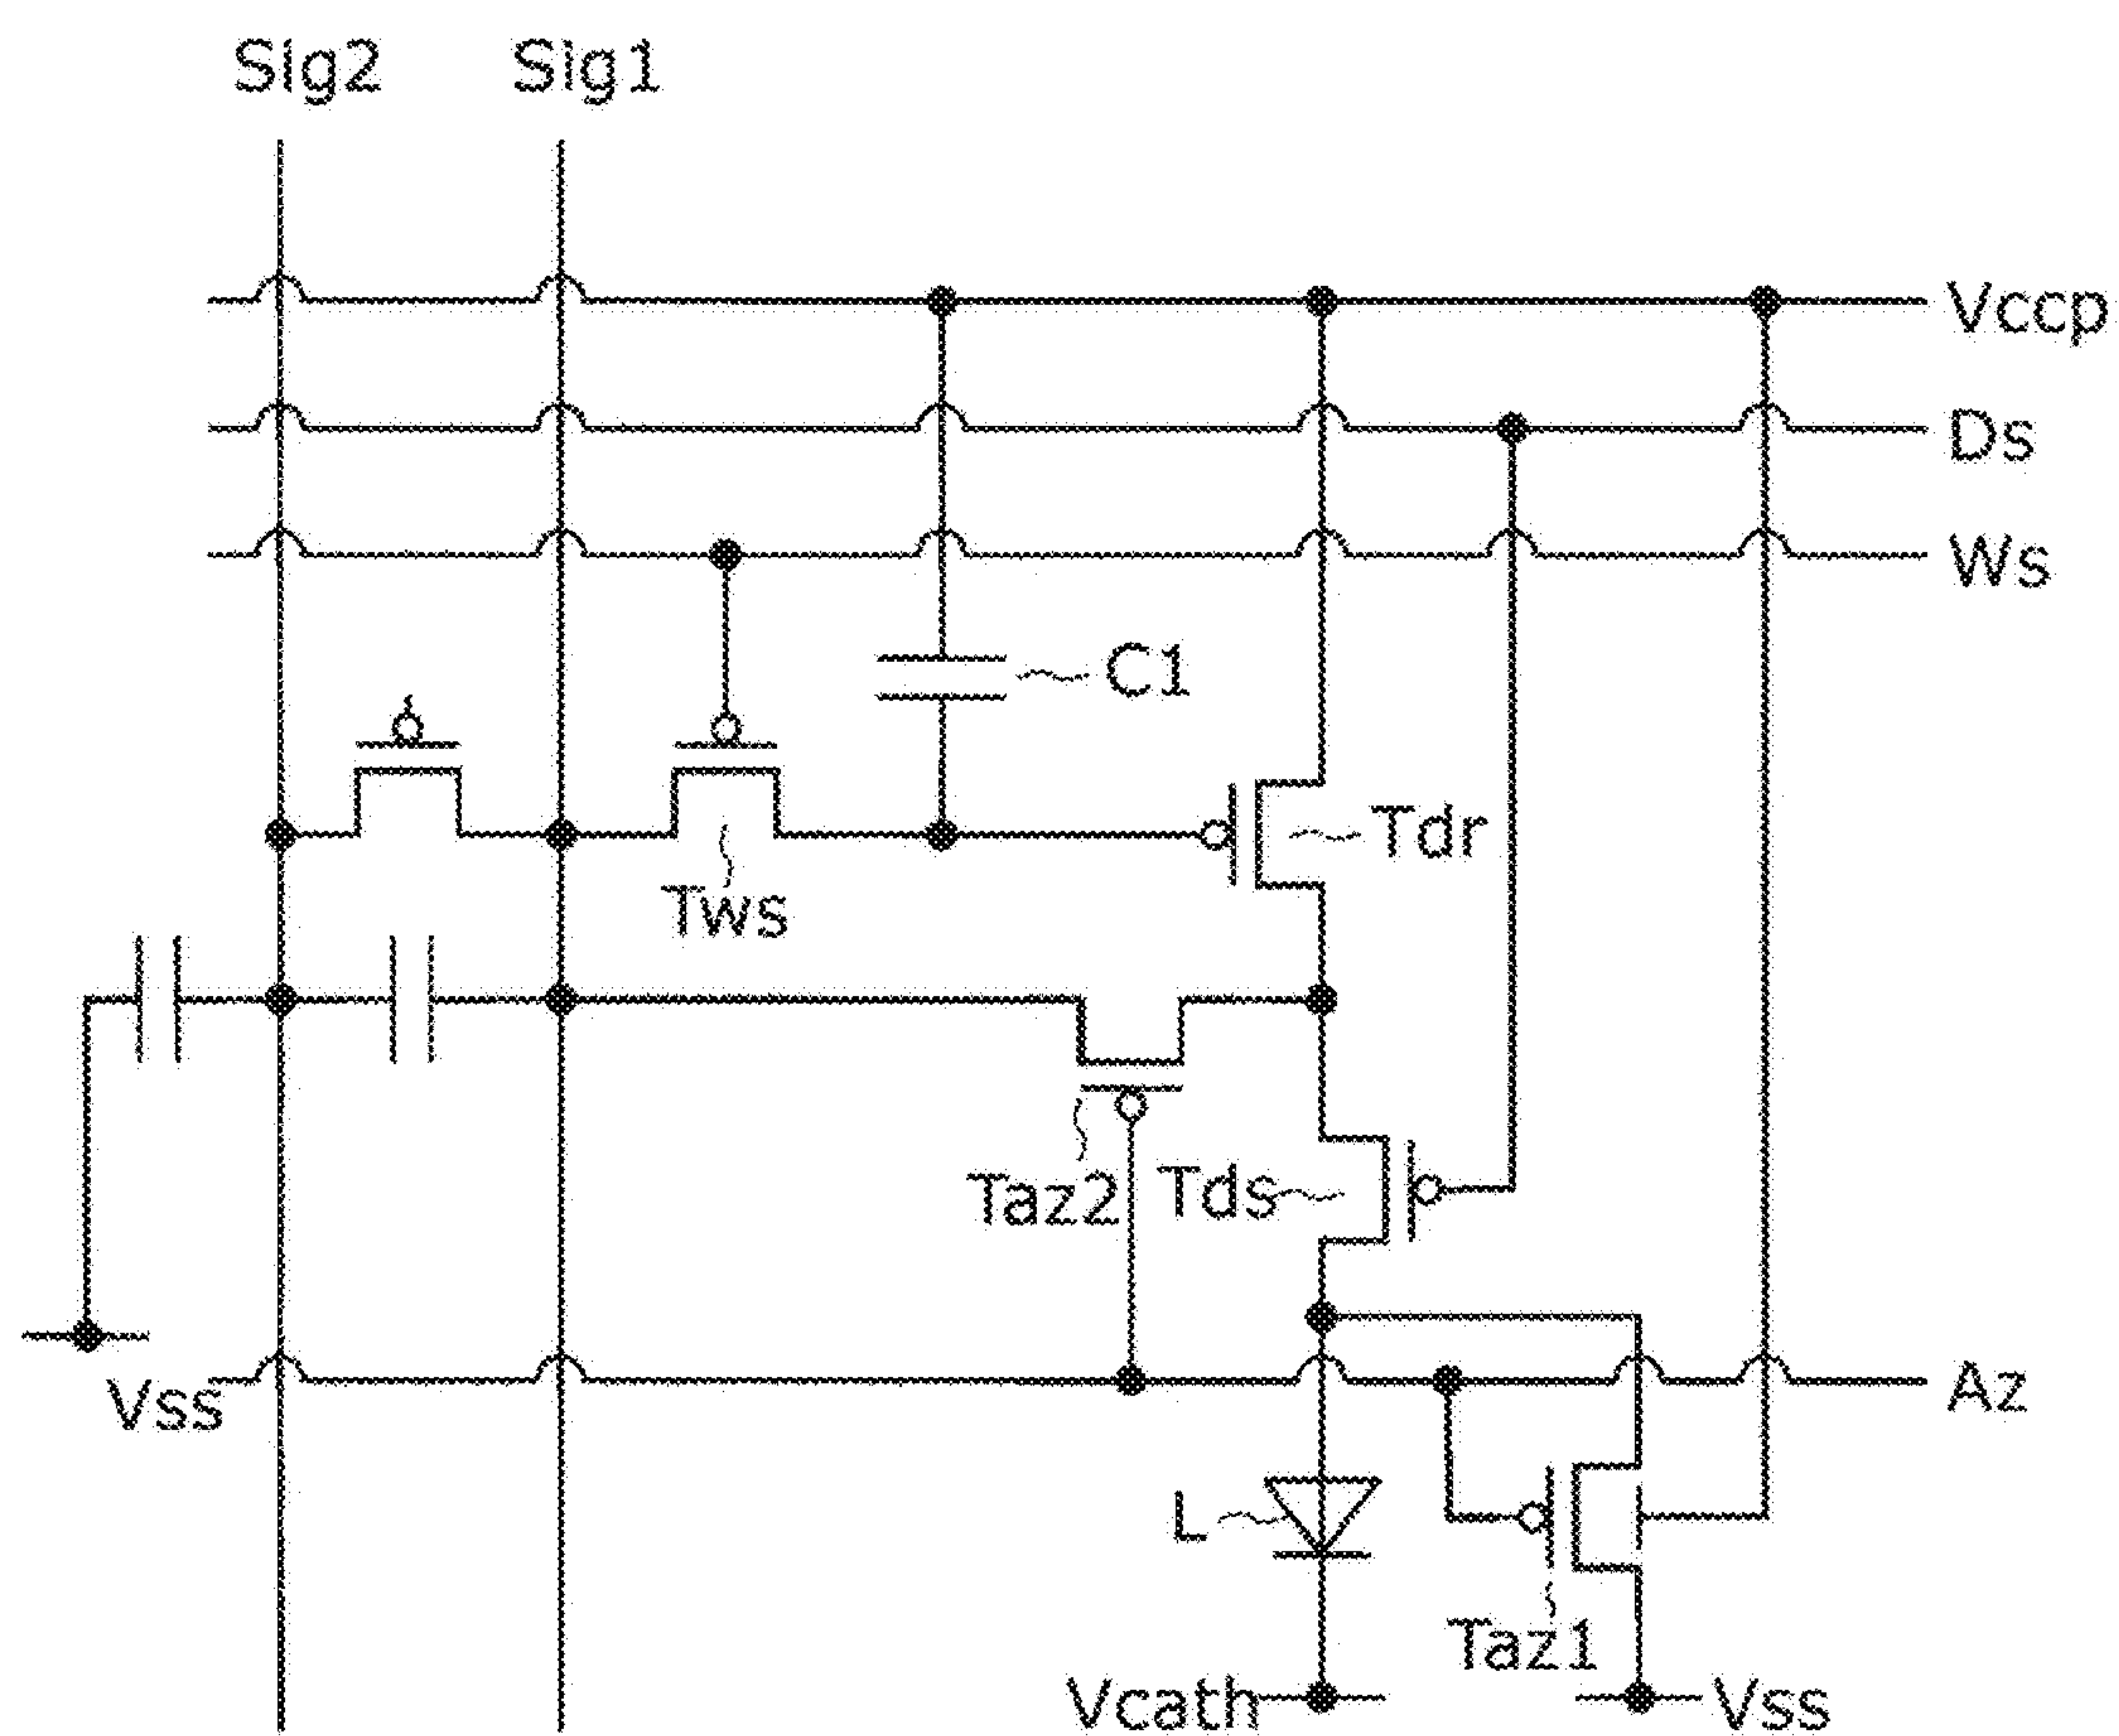 Sig2
Sig1
Vccp
Ds
Ws
C1
Tdr
Tws
Taz2
Tds
Vss
Az
L
Taz1
Vcath
Vss